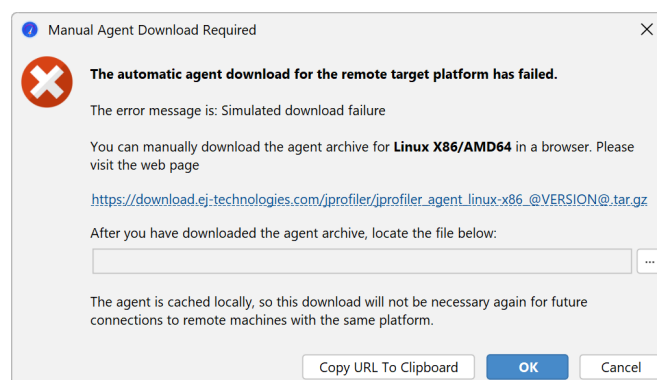 Manual Agent Download Required
The automatic agent download for the remote target platform has failed.
The error message is: Simulated download failure
You can manually download the agent archive for Linux X86/AMD64 in a browser. Please
visit the web page
https://download.ej-technologies.com/jprofiler/jprofiler_agent_linux-x86_@VERSION@.tar.gz
After you have downloaded the agent archive, locate the file below:
...
The agent is cached locally, so this download will not be necessary again for future
connections to remote machines with the same platform.
Copy URL To Clipboard OK Cancel